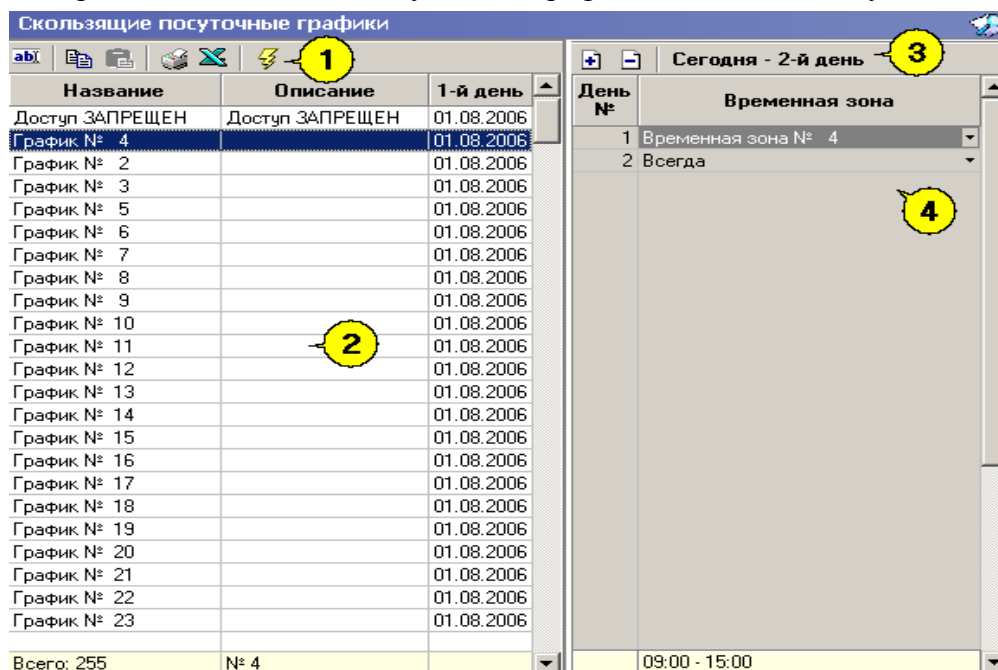 Скользящие посуточные графики
abI 1 Сегодня - 2-й день 3
Название Описание 1-й день
Доступ ЗАПРЕЩЕН Доступ ЗАПРЕЩЕН 01.08.2006
График № 4 01.08.2006
График № 2 01.08.2006
График № 3 01.08.2006
График № 5 01.08.2006
График № 6 01.08.2006
График № 7 01.08.2006
График № 8 01.08.2006
График № 9 01.08.2006
График № 10 01.08.2006
График № 11 2 01.08.2006
График № 12 01.08.2006
График № 13 01.08.2006
График № 14 01.08.2006
График № 15 01.08.2006
График № 16 01.08.2006
График № 17 01.08.2006
График № 18 01.08.2006
График № 19 01.08.2006
График № 20 01.08.2006
График № 21 01.08.2006
График № 22 01.08.2006
График № 23 01.08.2006
Всего: 255 № 4
День № Временная зона
1 Временная зона № 4
2 Всегда
4
09:00 - 15:00